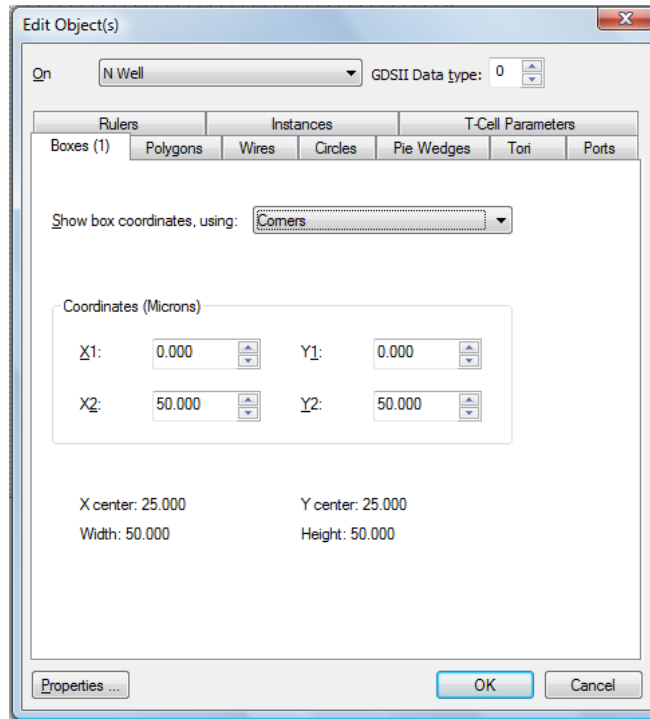 Edit Object(s)
On N Well GDSII Data type: 0
Rulers Instances T-Cell Parameters
Boxes (1) Polygons Wires Circles Pie Wedges Tori Ports
Show box coordinates, using: Corners
Coordinates (Microns)
X1: 0.000 Y1: 0.000
X2: 50.000 Y2: 50.000
X center: 25.000 Y center: 25.000
Width: 50.000 Height: 50.000
Properties ... OK Cancel